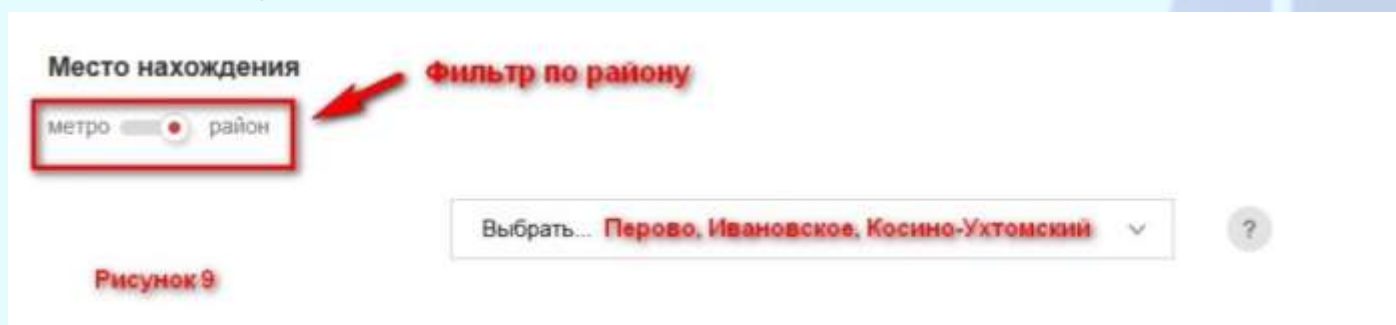 Место нахождения
Фильтр по району
метро район
Выбрать... Перово, Ивановское, Косино-Ухтомский ?
Рисунок 9